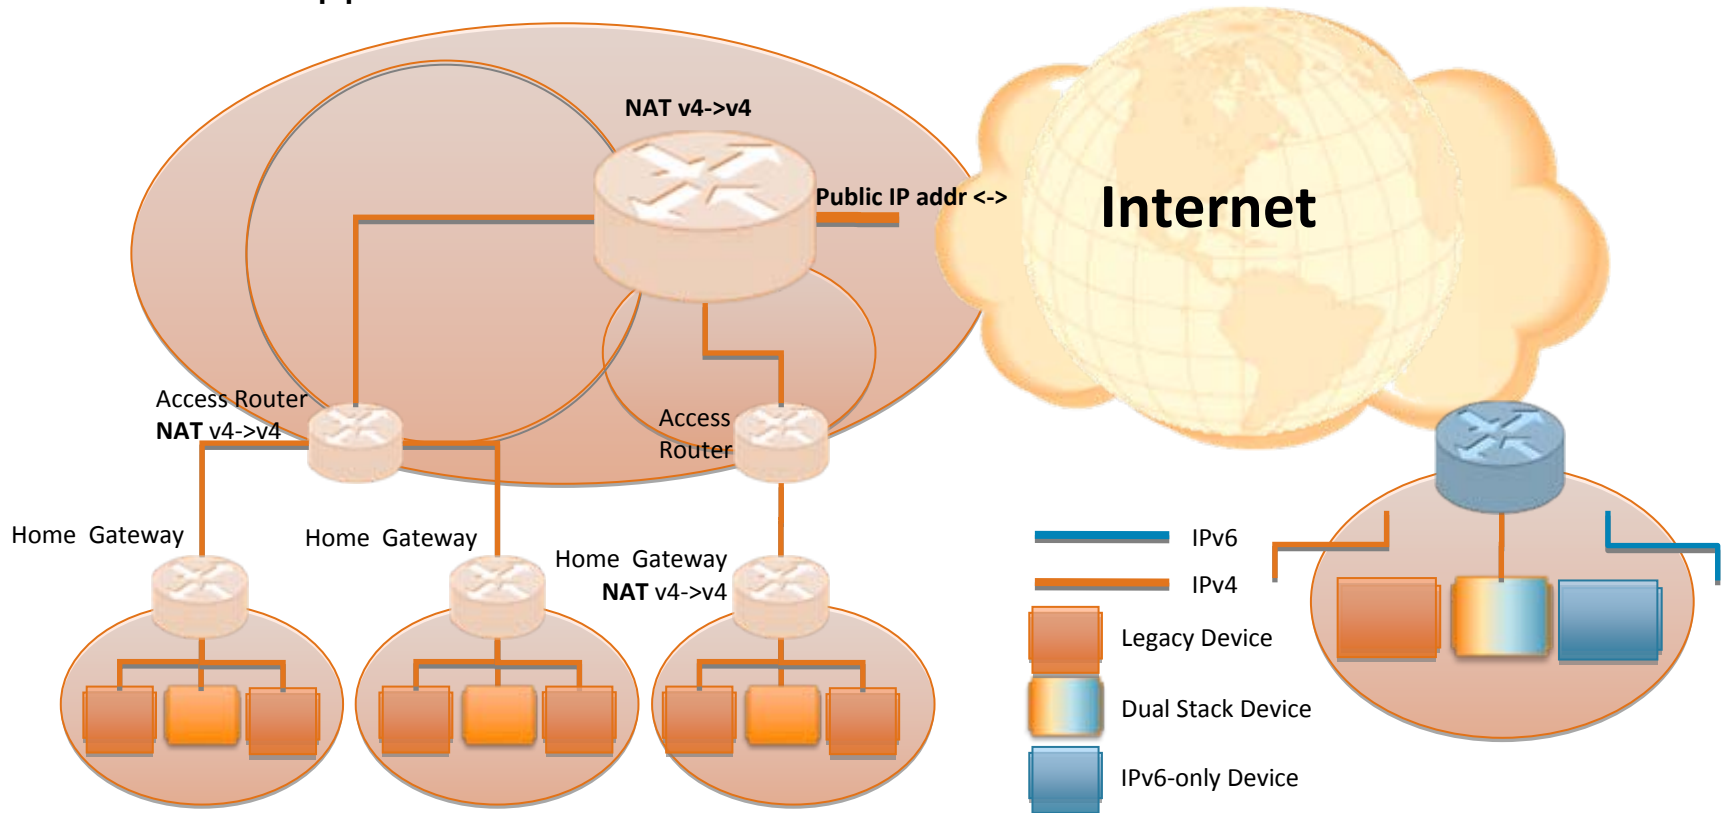 NAT v4->v4
Public IP addr <->
Internet
Access Router
NAT v4->v4
Access
Router
Home  Gateway
Home  Gateway
Home  Gateway
NAT v4->v4
IPv6
IPv4
Legacy Device
Dual Stack Device
IPv6-only Device